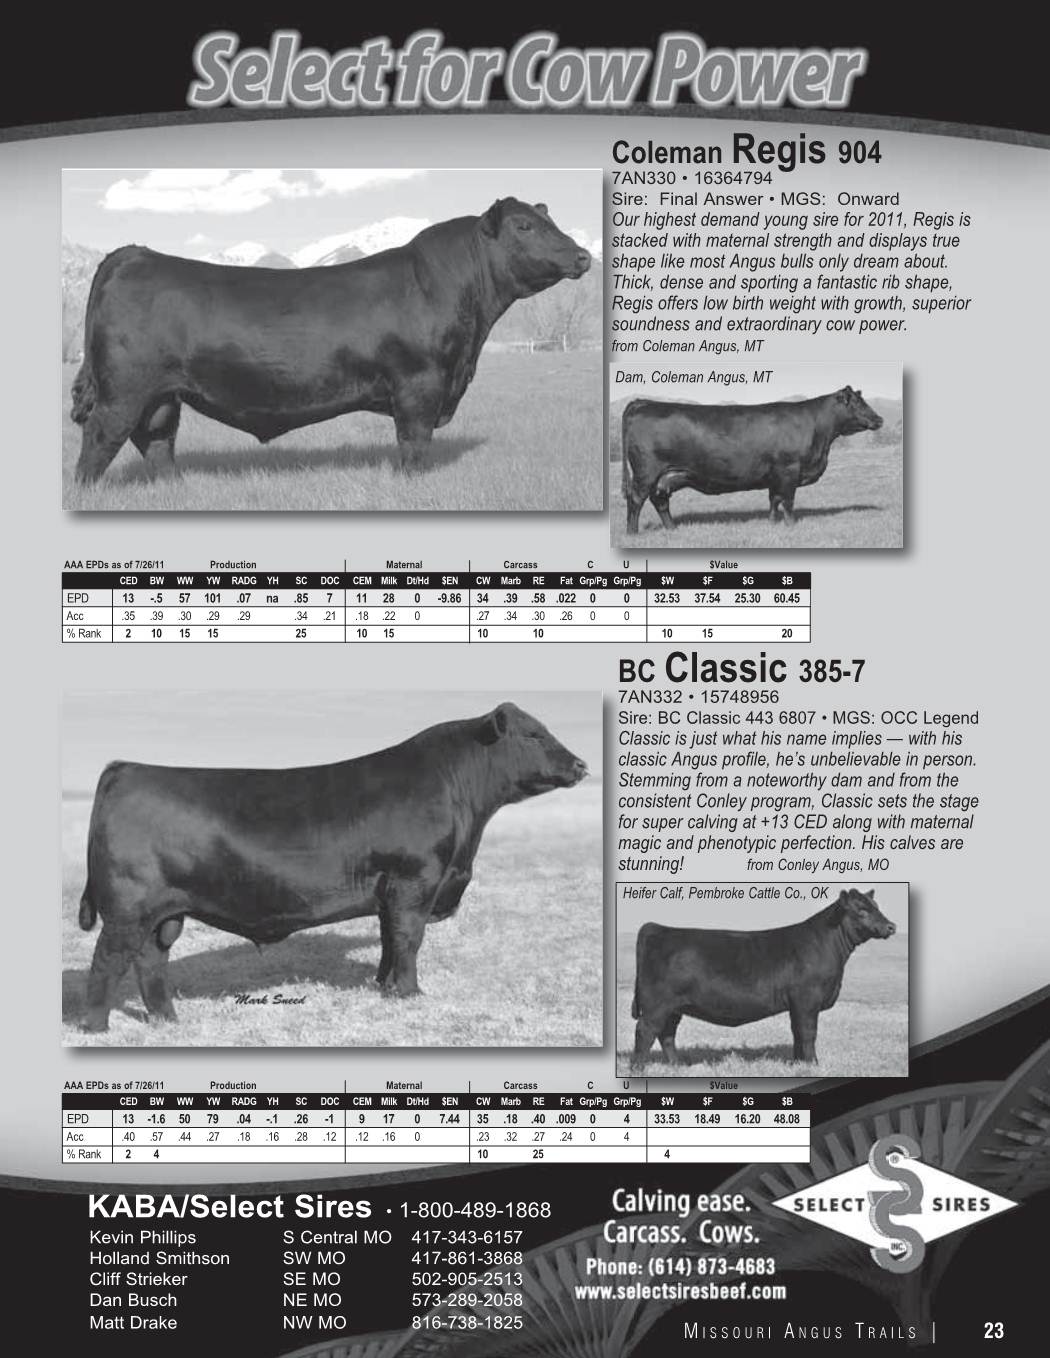 Select for Cow Power
Coleman Regis 904
7AN330 • 16364794
Sire: Final Answer • MGS: Onward
Our highest demand young sire for 2011, Regis is
stacked with maternal strength and displays true
shape like most Angus bulls only dream about.
Thick, dense and sporting a fantastic rib shape,
Regis offers low birth weight with growth, superior
soundness and extraordinary cow power.
from Coleman Angus, MT
Dam, Coleman Angus, MT
AAA EPDs as of 7/26/11 Production Maternal Carcass C U $Value
CED BW WW YW RADG YH SC DOC CEM Milk Dt/Hd $EN CW Marb RE Fat Grp/Pg Grp/Pg $W $F $G $B
EPD 13 -.5 57 101 .07 na .85 7 11 28 0 -9.86 34 .39 .58 .022 0 0 32.53 37.54 25.30 60.45
Acc .35 .39 .30 .29 .29 .34 .21 .18 .22 0 .27 .34 .30 .26 0 0
% Rank 2 10 15 15 25 10 15 10 10 10 15 20
BC Classic 385-7
7AN332 • 15748956
Sire: BC Classic 443 6807 • MGS: OCC Legend
Classic is just what his name implies — with his
classic Angus profile, he's unbelievable in person.
Stemming from a noteworthy dam and from the
consistent Conley program, Classic sets the stage
for super calving at +13 CED along with maternal
magic and phenotypic perfection. His calves are
stunning! from Conley Angus, MO
Heifer Calf, Pembroke Cattle Co., OK
Mark Sneed
AAA EPDs as of 7/26/11 Production Maternal Carcass C U $Value
CED BW WW YW RADG YH SC DOC CEM Milk Dt/Hd $EN CW Marb RE Fat Grp/Pg Grp/Pg $W $F $G $B
EPD 13 -1.6 50 79 .04 -.1 .26 -1 9 17 0 7.44 35 .18 .40 .009 0 4 33.53 18.49 16.20 48.08
Acc .40 .57 .44 .27 .18 .16 .28 .12 .12 .16 0 .23 .32 .27 .24 0 4
% Rank 2 4 10 25 4
KABA/Select Sires • 1-800-489-1868
Kevin Phillips S Central MO 417-343-6157
Holland Smithson SW MO 417-861-3868
Cliff Strieker SE MO 502-905-2513
Dan Busch NE MO 573-289-2058
Matt Drake NW MO 816-738-1825
Calving ease.
Carcass. Cows.
Phone: (614) 873-4683
www.selectsiresbeef.com
SELECT SIRES
®
INC.
MISSOURI ANGUS TRAILS | 23